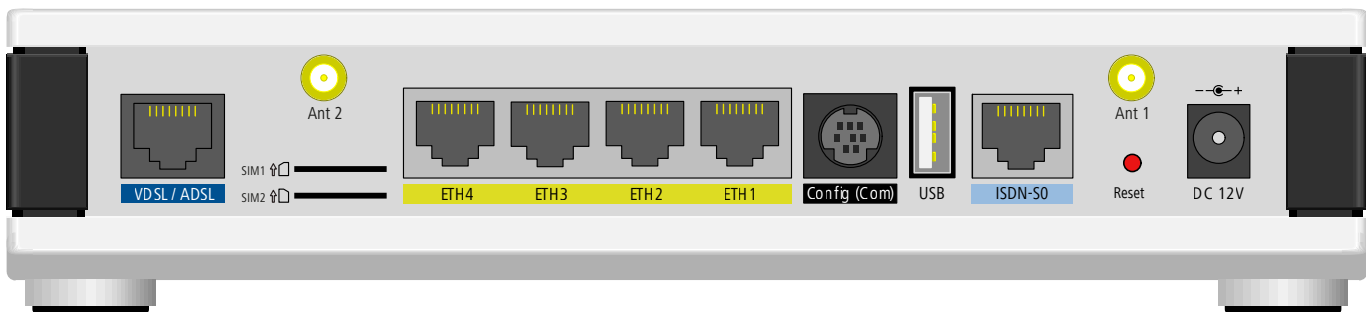 Ant 2
Ant 1
- +
SIM1
SIM2
VDSL / ADSL
ETH4
ETH3
ETH2
ETH1
Config (Com)
USB
ISDN-S0
Reset
DC 12V